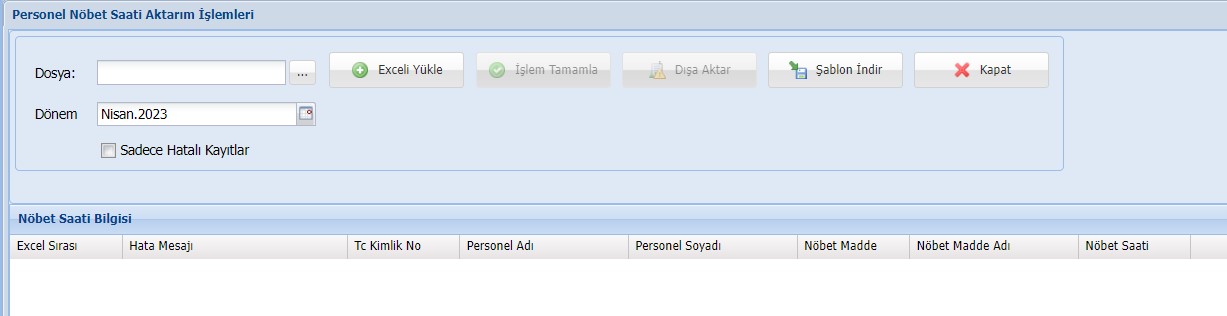 Personel Nöbet Saati Aktarım İşlemleri
Dosya: ... Exceli Yükle İşlem Tamamla Dışa Aktar Şablon İndir Kapat
Dönem Nisan.2023
Sadece Hatalı Kayıtlar
Nöbet Saati Bilgisi
Excel Sırası Hata Mesajı Tc Kimlik No Personel Adı Personel Soyadı Nöbet Madde Nöbet Madde Adı Nöbet Saati